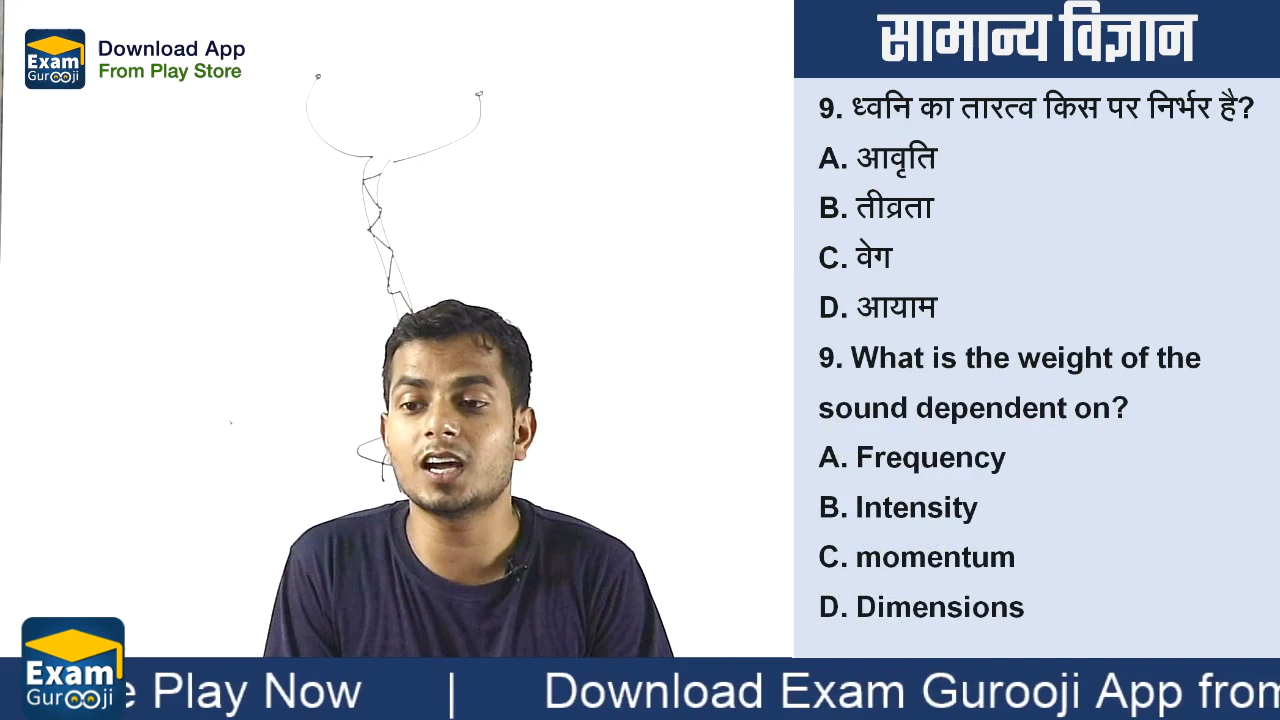 Exam
Gurooji
Download App
From Play Store
सामान्य विज्ञान
9. ध्वनि का तारत्व किस पर निर्भर है?
A. आवृति
B. तीव्रता
C. वेग
D. आयाम
9. What is the weight of the
sound dependent on?
A. Frequency
B. Intensity
C. momentum
D. Dimensions
Exam
Gurooji
e Play Now | Download Exam Gurooji App from